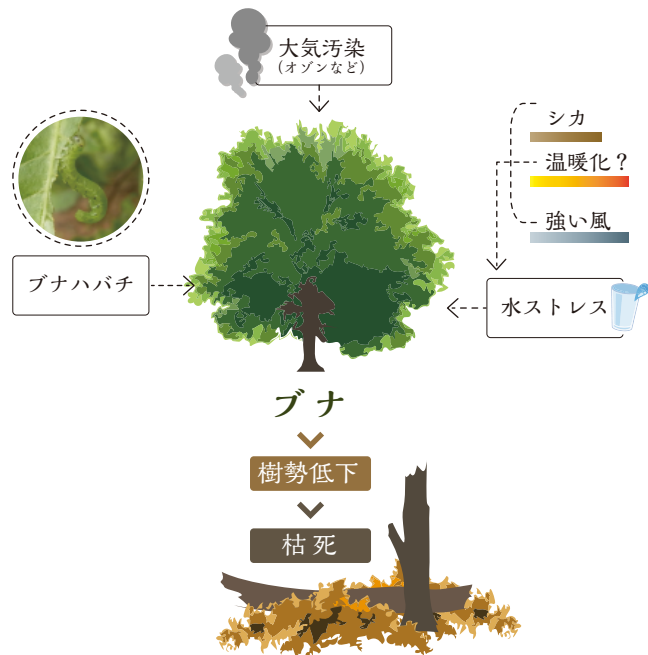 大気汚染
(オゾンなど)
シカ
温暖化?
強い風
ブナハバチ
水ストレス
ブナ
樹勢低下
枯死